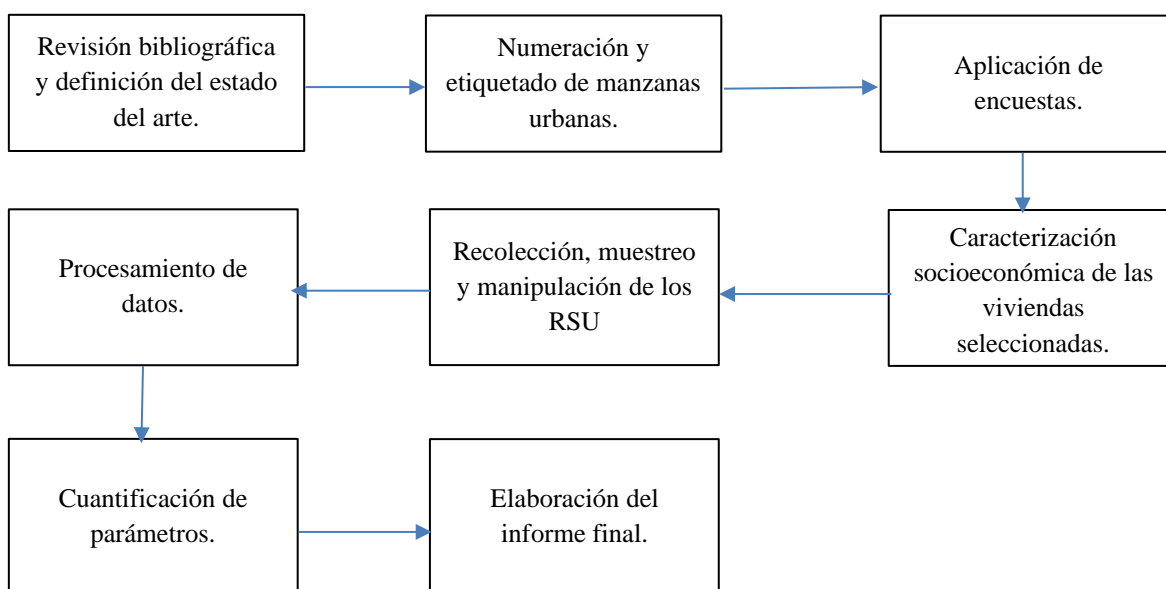 Revisión bibliográfica
y definición del estado
del arte.
Numeración y
etiquetado de manzanas
urbanas.
Aplicación de
encuestas.
Caracterización
socioeconómica de las
viviendas
seleccionadas.
Recolección, muestreo
y manipulación de los
RSU
Procesamiento de
datos.
Cuantificación de
parámetros.
Elaboración del
informe final.